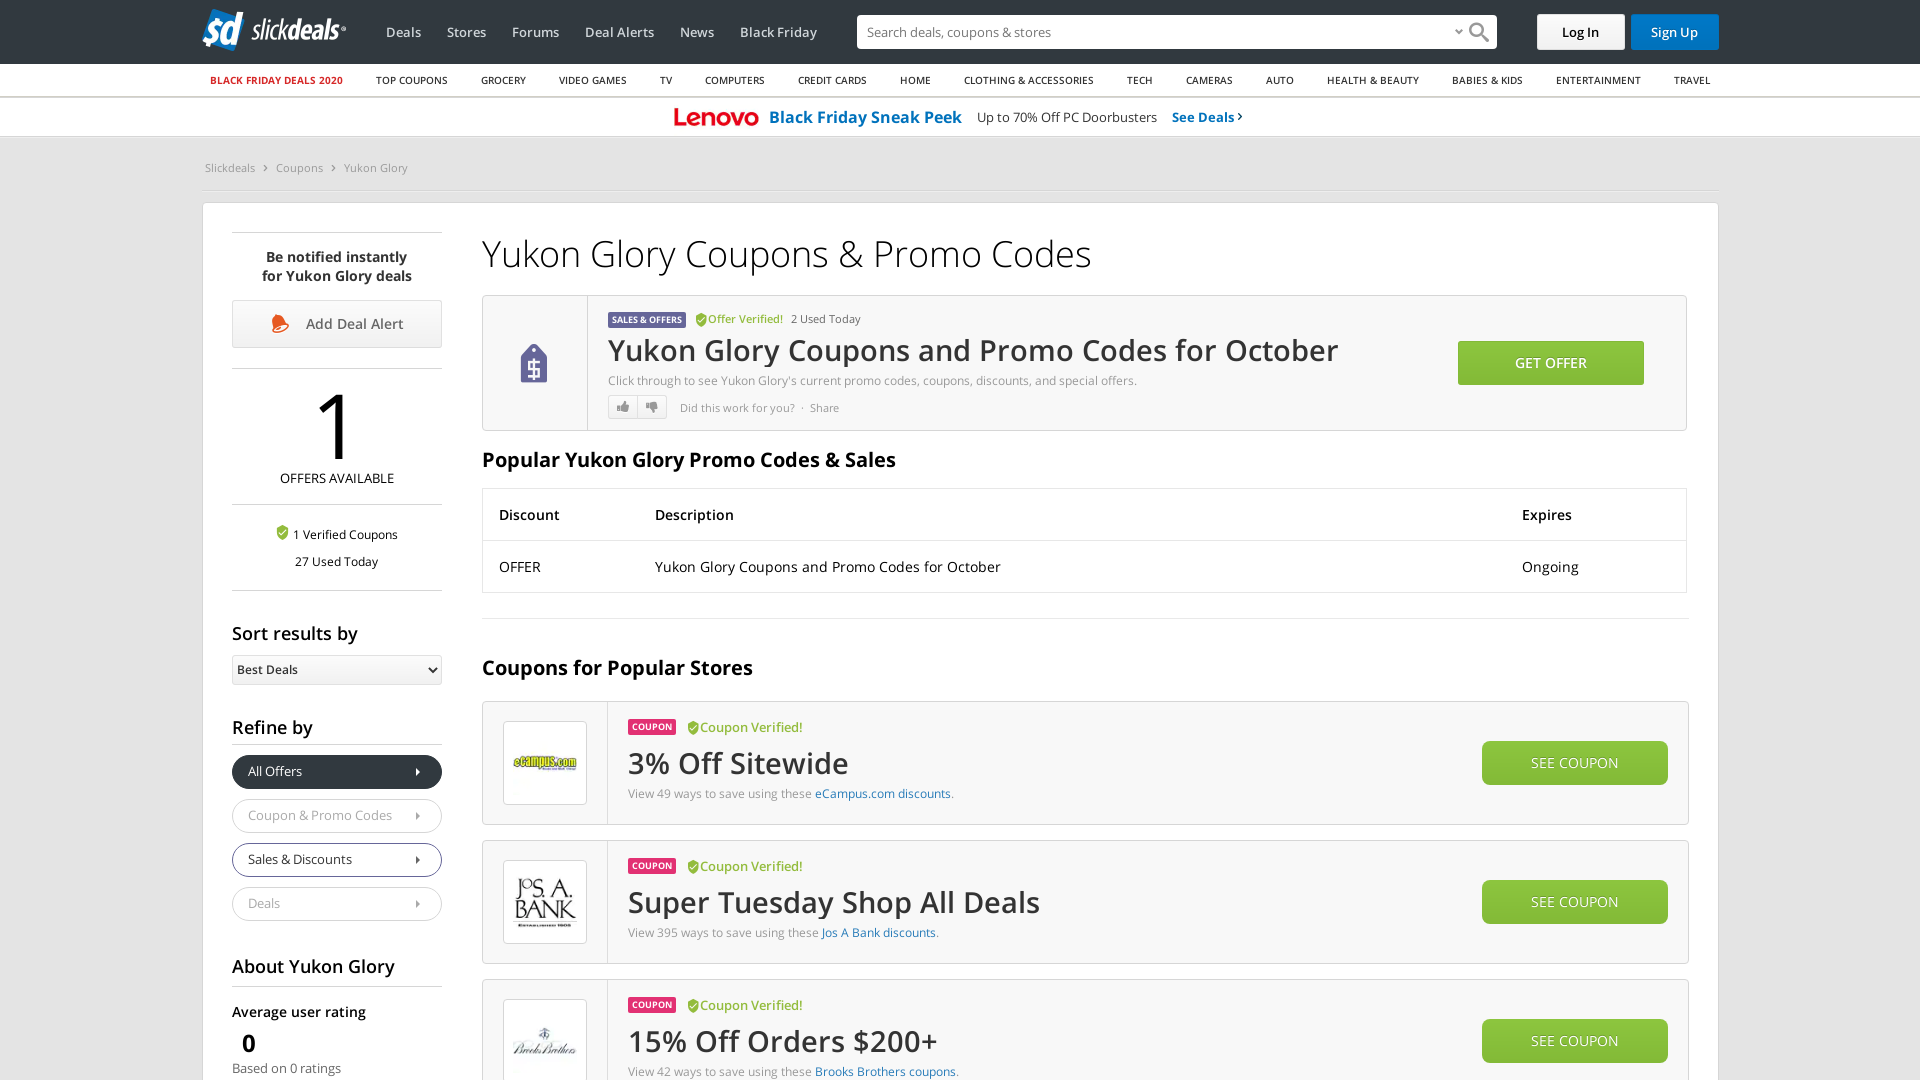 slickdeals
Deals
Stores
Forums
Deal Alerts
News
Black Friday
Search deals, coupons & stores
Log In
Sign Up
BLACK FRIDAY DEALS 2020
TOP COUPONS
GROCERY
VIDEO GAMES
TV
COMPUTERS
CREDIT CARDS
HOME
CLOTHING & ACCESSORIES
TECH
CAMERAS
AUTO
HEALTH & BEAUTY
BABIES & KIDS
ENTERTAINMENT
TRAVEL
Lenovo Black Friday Sneak Peek Up to 70% Off PC Doorbusters See Deals
Slickdeals
Coupons
Yukon Glory
Be notified instantly
for Yukon Glory deals
Add Deal Alert
1
OFFERS AVAILABLE
1 Verified Coupons
27 Used Today
Sort results by
Best Deals
Refine by
All Offers
Coupon & Promo Codes
Sales & Discounts
Deals
About Yukon Glory
Average user rating
0
Based on 0 ratings
Yukon Glory Coupons & Promo Codes
SALES & OFFERS Offer Verified! 2 Used Today
Yukon Glory Coupons and Promo Codes for October
Click through to see Yukon Glory's current promo codes, coupons, discounts, and special offers.
Did this work for you? · Share
GET OFFER
Popular Yukon Glory Promo Codes & Sales
Discount Description Expires
OFFER Yukon Glory Coupons and Promo Codes for October Ongoing
Coupons for Popular Stores
eCampus.com
COUPON Coupon Verified!
3% Off Sitewide
View 49 ways to save using these eCampus.com discounts.
SEE COUPON
JOS. A.
BANK
ESTABLISHED 1905
COUPON Coupon Verified!
Super Tuesday Shop All Deals
View 395 ways to save using these Jos A Bank discounts.
SEE COUPON
Brooks Brothers
COUPON Coupon Verified!
15% Off Orders $200+
View 42 ways to save using these Brooks Brothers coupons.
SEE COUPON